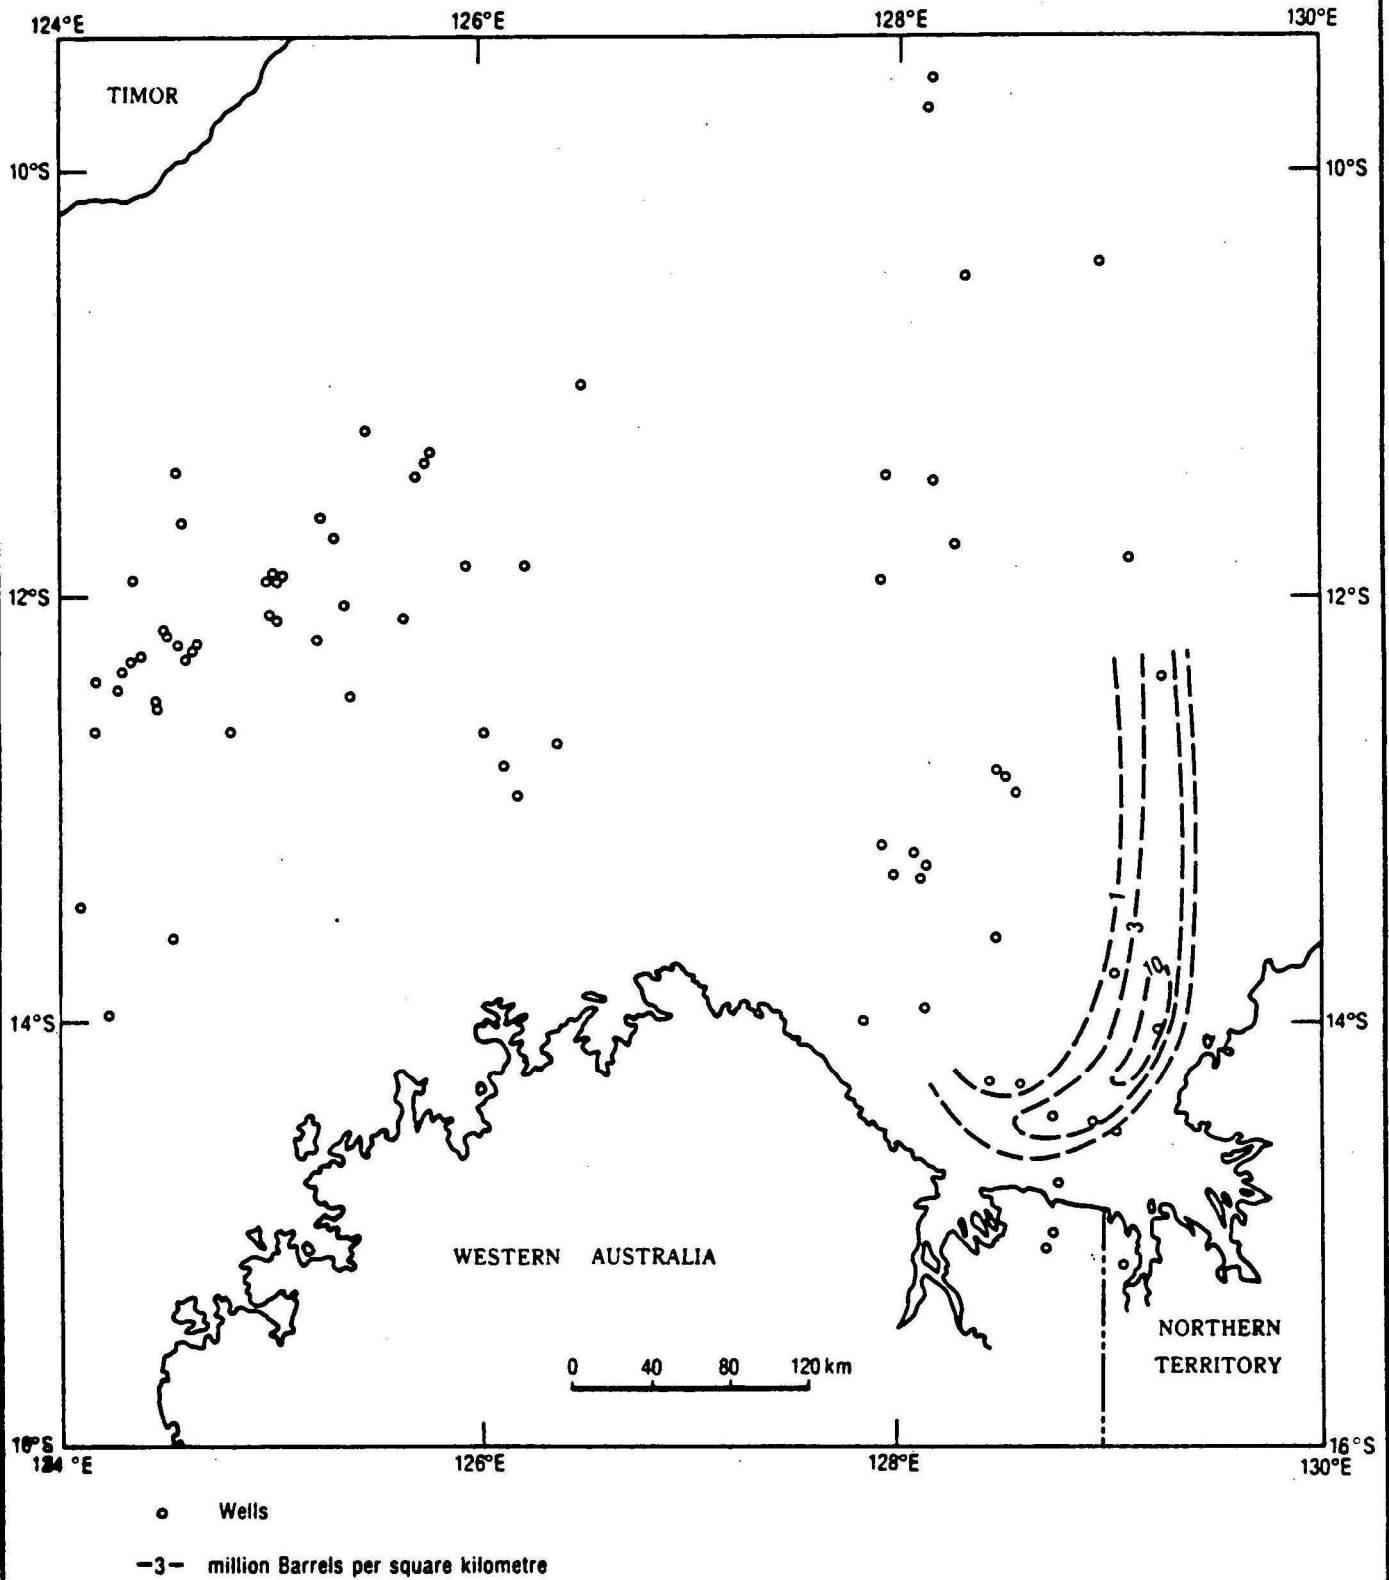 124°E 126°E 128°E 130°E
TIMOR
10°S 10°S
12°S 12°S
1
3
10
14°S 14°S
WESTERN AUSTRALIA
NORTHERN
TERRITORY
0 40 80 120 km
16°S 16°S
124 °E 126°E 128°E 130°E
Wells
—3— million Barrels per square kilometre